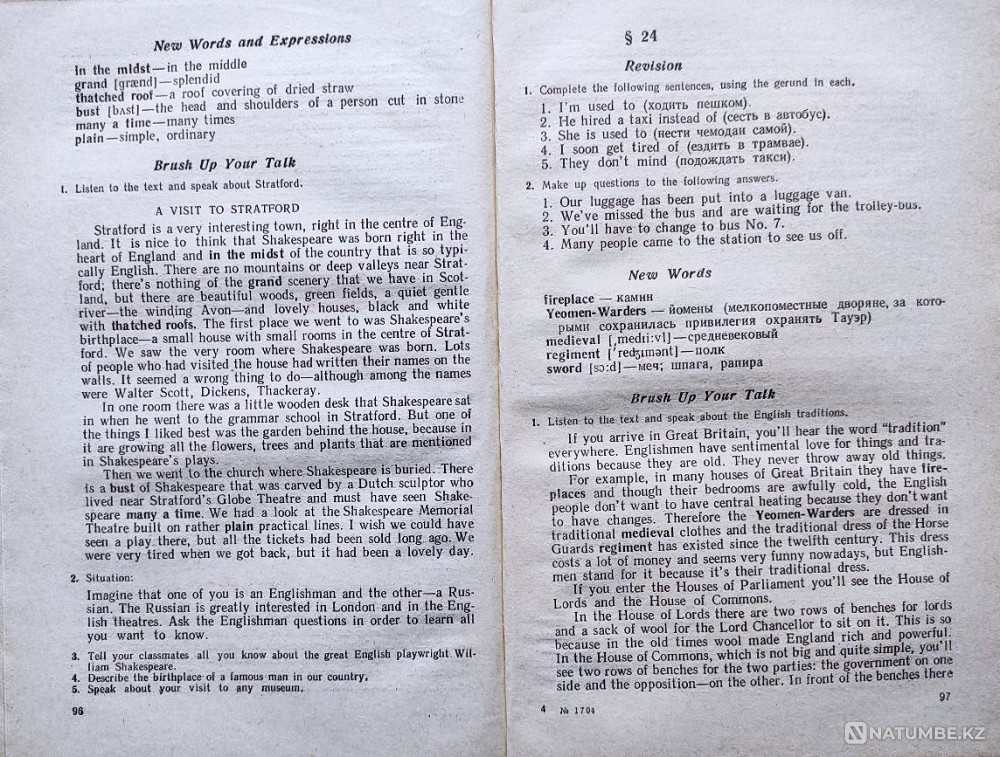 New Words and Expressions
in the midst—in the middle
grand [grænd]—splendid
thatched roof—a roof covering of dried straw
bust [bʌst]—the head and shoulders of a person cut in stone
many a time—many times
plain—simple, ordinary
Brush Up Your Talk
1. Listen to the text and speak about Stratford.
A VISIT TO STRATFORD
Stratford is a very interesting town, right in the centre of Eng-
land. It is nice to think that Shakespeare was born right in the
heart of England and in the midst of the country that is so typi-
cally English. There are no mountains or deep valleys near Strat-
ford; there's nothing of the grand scenery that we have in Scot-
land, but there are beautiful woods, green fields, a quiet gentle
river—the winding Avon—and lovely houses, black and white
with thatched roofs. The first place we went to was Shakespeare's
birthplace—a small house with small rooms in the centre of Strat-
ford. We saw the very room where Shakespeare was born. Lots
of people who had visited the house had written their names on the
walls. It seemed a wrong thing to do—although among the names
were Walter Scott, Dickens, Thackeray.
In one room there was a little wooden desk that Shakespeare sat
in when he went to the grammar school in Stratford. But one of
the things I liked best was the garden behind the house, because in
it are growing all the flowers, trees and plants that are mentioned
in Shakespeare's plays.
Then we went to the church where Shakespeare is buried. There
is a bust of Shakespeare that was carved by a Dutch sculptor who
lived near Stratford's Globe Theatre and must have seen Shake-
speare many a time. We had a look at the Shakespeare Memorial
Theatre built on rather plain practical lines. I wish we could have
seen a play there, but all the tickets had been sold long ago. We
were very tired when we got back, but it had been a lovely day.
2. Situation:
Imagine that one of you is an Englishman and the other—a Rus-
sian. The Russian is greatly interested in London and in the Eng-
lish theatres. Ask the Englishman questions in order to learn all
you want to know.
3. Tell your classmates all you know about the great English playwright Wil-
liam Shakespeare.
4. Describe the birthplace of a famous man in our country.
5. Speak about your visit to any museum.
96
§ 24
Revision
1. Complete the following sentences, using the gerund in each.
1. I'm used to (ходить пешком).
2. He hired a taxi instead of (сесть в автобус).
3. She is used to (нести чемодан самой).
4. I soon get tired of (ездить в трамвае).
5. They don't mind (подождать такси).
2. Make up questions to the following answers.
1. Our luggage has been put into a luggage van.
2. We've missed the bus and are waiting for the trolley-bus.
3. You'll have to change to bus No. 7.
4. Many people came to the station to see us off.
New Words
fireplace — камин
Yeomen-Warders — йомены (мелкопоместные дворяне, за кото-
рыми сохранилась привилегия охранять Тауэр)
medieval [ˌmedi:vl]—средневековый
regiment ['redʒımənt]—полк
sword [sɔ:d]—меч; шпага, рапира
Brush Up Your Talk
1. Listen to the text and speak about the English traditions.
If you arrive in Great Britain, you'll hear the word "tradition"
everywhere. Englishmen have sentimental love for things and tra-
ditions because they are old. They never throw away old things.
For example, in many houses of Great Britain they have fire-
places and though their bedrooms are awfully cold, the English
people don't want to have central heating because they don't want
to have changes. Therefore the Yeomen-Warders are dressed in
traditional medieval clothes and the traditional dress of the Horse
Guards regiment has existed since the twelfth century. This dress
costs a lot of money and seems very funny nowadays, but English-
men stand for it because it's their traditional dress.
If you enter the Houses of Parliament you'll see the House of
Lords and the House of Commons.
In the House of Lords there are two rows of benches for lords
and a sack of wool for the Lord Chancellor to sit on it. This is so
because in the old times wool made England rich and powerful.
In the House of Commons, which is not big and quite simple, you'll
see two rows of benches for the two parties: the government on one
side and the opposition—on the other. In front of the benches there
4 № 1704
97
NATUMBE.KZ